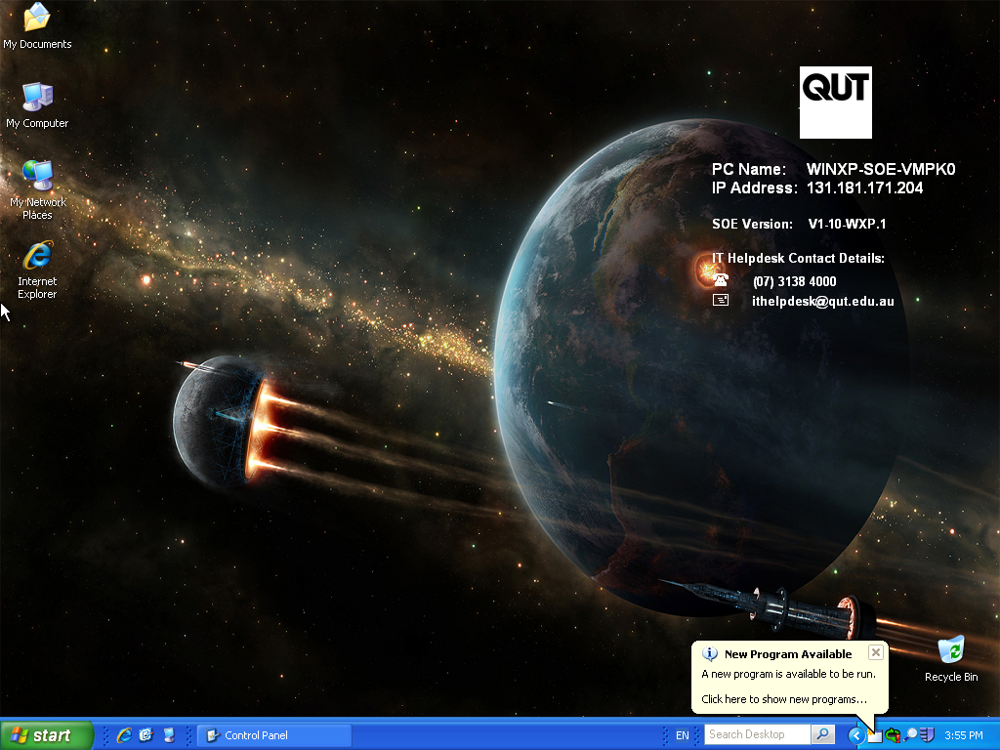 My Documents
My Computer
My Network
Places
Internet
Explorer
QUT
PC Name: WINXP-SOE-VMPK0
IP Address: 131.181.171.204
SOE Version: V1-10-WXP.1
IT Helpdesk Contact Details:
(07) 3138 4000
ithelpdesk@qut.edu.au
New Program Available
A new program is available to be run.
Click here to show new programs...
Recycle Bin
start
Control Panel
EN
Search Desktop
3:55 PM